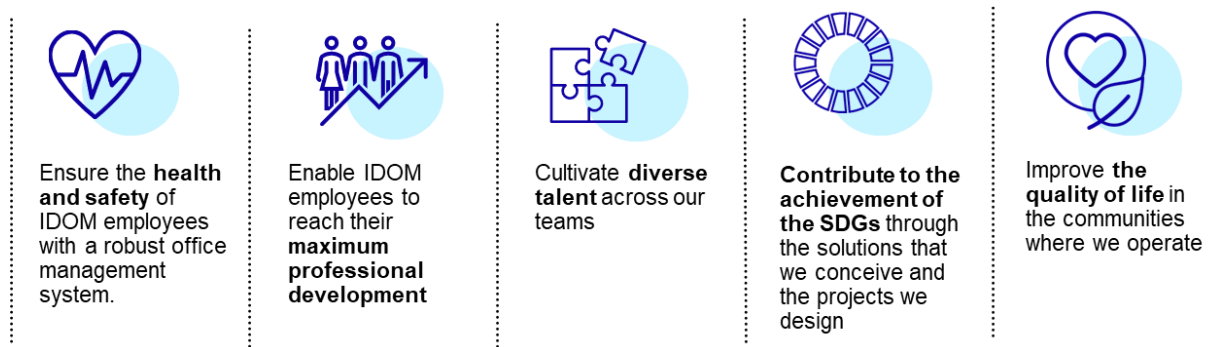 Ensure the health
and safety of
IDOM employees
with a robust office
management
system.
Enable IDOM
employees to
reach their
maximum
professional
development
Cultivate diverse
talent across our
teams
Contribute to the
achievement of
the SDGs through
the solutions that
we conceive and
the projects we
design
Improve the
quality of life in
the communities
where we operate